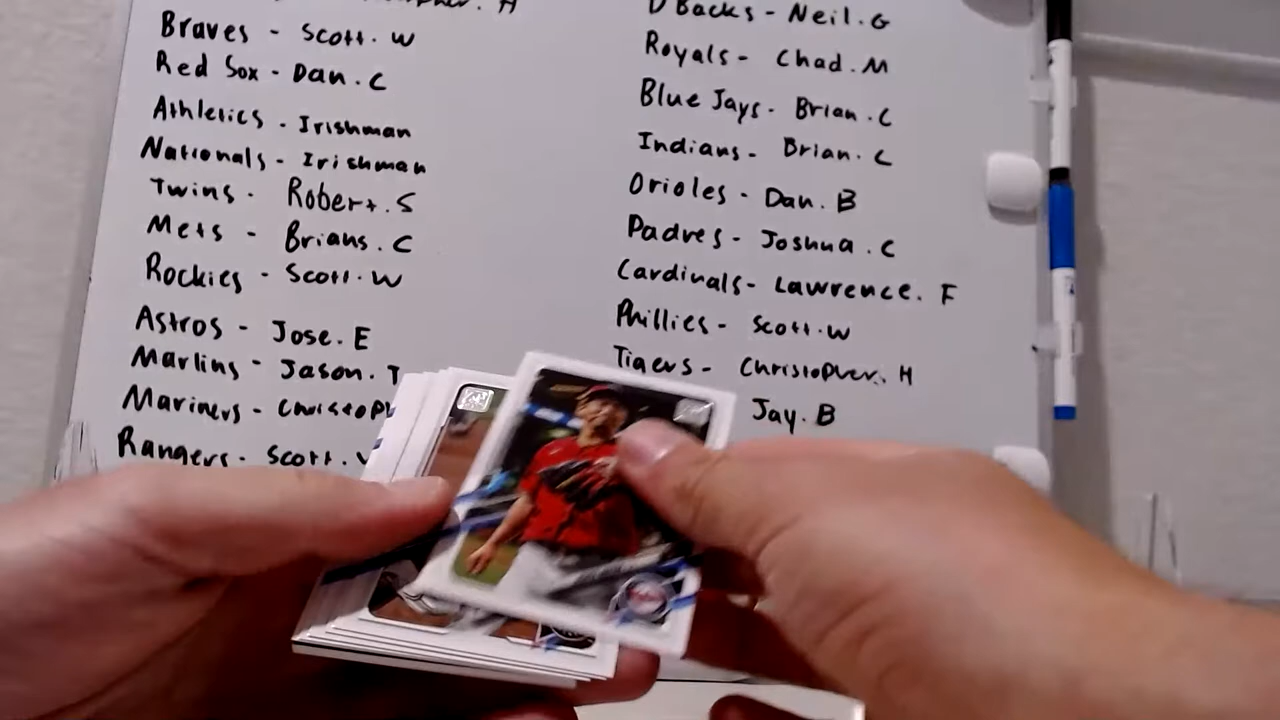 Braves - Scott. W
Red Sox - Dan. C
Athletics - Irishman
Nationals - Irishman
Twins - Robert. S
Mets - Brians. C
Rockies - Scott. W
Astros - Jose. E
Marlins - Jason. T
Mariners - Christoph
Rangers - Scott. W
D Backs - Neil. G
Royals - Chad. M
Blue Jays - Brian. C
Indians - Brian. C
Orioles - Dan. B
Padres - Joshua. C
Cardinals - Lawrence. F
Phillies - Scott. W
Tigers - Christopher. H
Jay. B